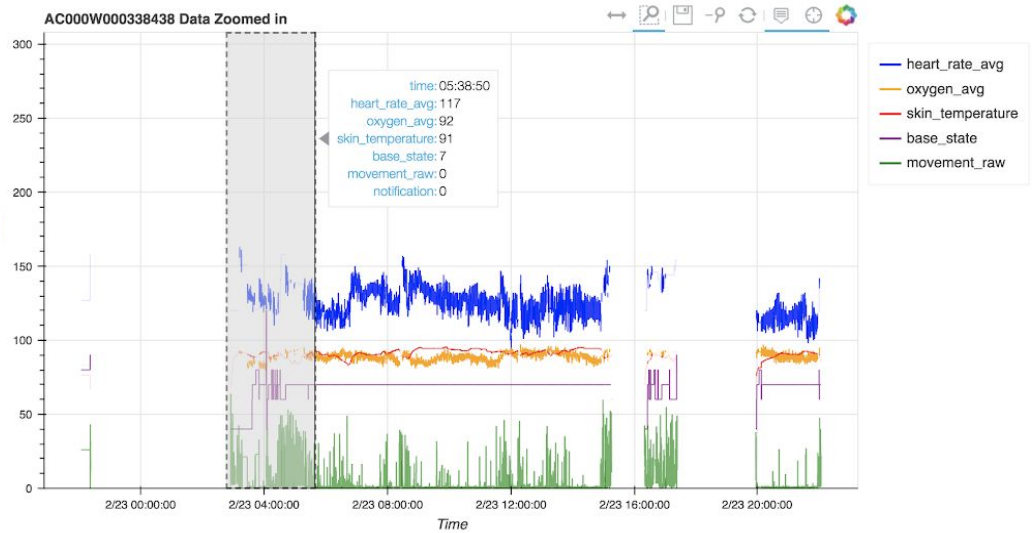 AC000W000338438 Data Zoomed in
300
250
200
150
100
50
0
time: 05:38:50
heart_rate_avg: 117
oxygen_avg: 92
skin_temperature: 91
base_state: 7
movement_raw: 0
notification: 0
heart_rate_avg
oxygen_avg
skin_temperature
base_state
movement_raw
2/23 00:00:00 2/23 04:00:00 2/23 08:00:00 2/23 12:00:00 2/23 16:00:00 2/23 20:00:00
Time